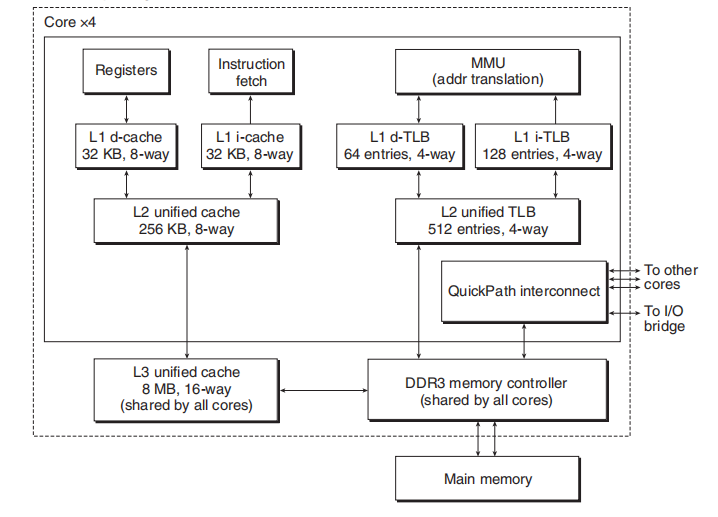 Core x4
Registers
Instruction
fetch
MMU
(addr translation)
L1 d-cache
32 KB, 8-way
L1 i-cache
32 KB, 8-way
L1 d-TLB
64 entries, 4-way
L1 i-TLB
128 entries, 4-way
L2 unified cache
256 KB, 8-way
L2 unified TLB
512 entries, 4-way
QuickPath interconnect
To other
cores
To I/O
bridge
L3 unified cache
8 MB, 16-way
(shared by all cores)
DDR3 memory controller
(shared by all cores)
Main memory